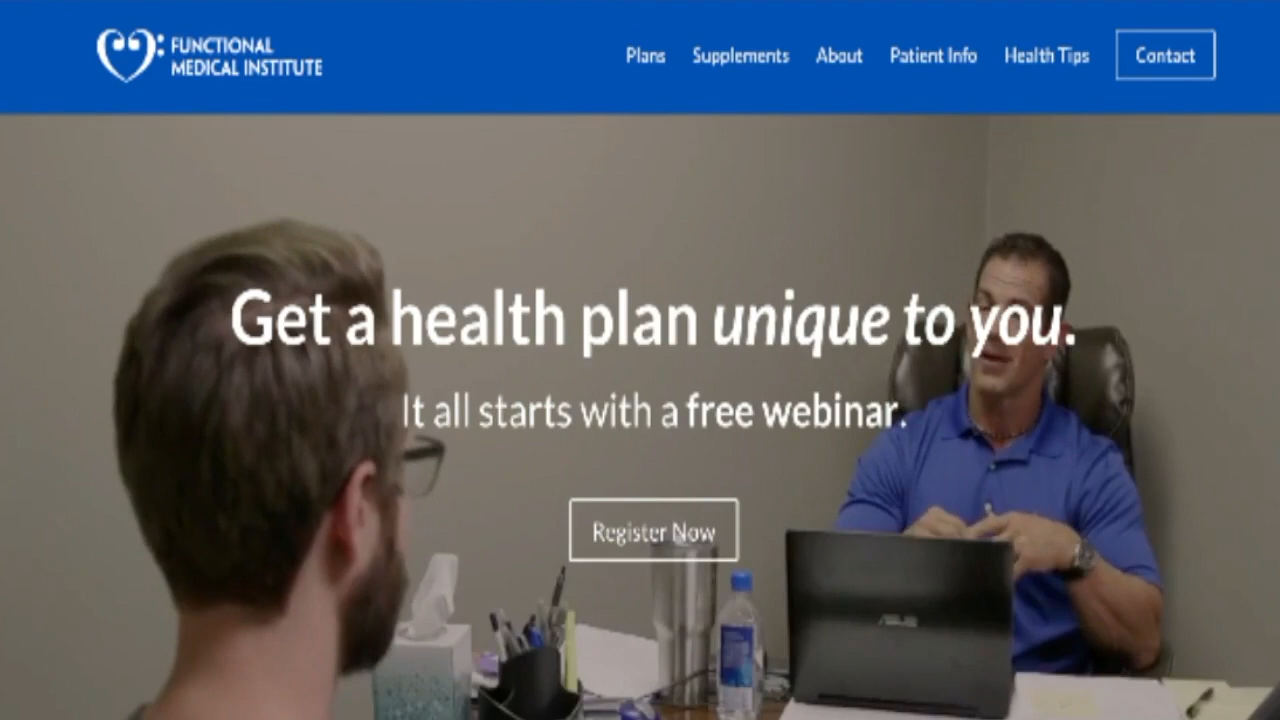 FUNCTIONAL
MEDICAL INSTITUTE
Plans Supplements About Patient Info Health Tips Contact
Get a health plan unique to you.
It all starts with a free webinar.
Register Now